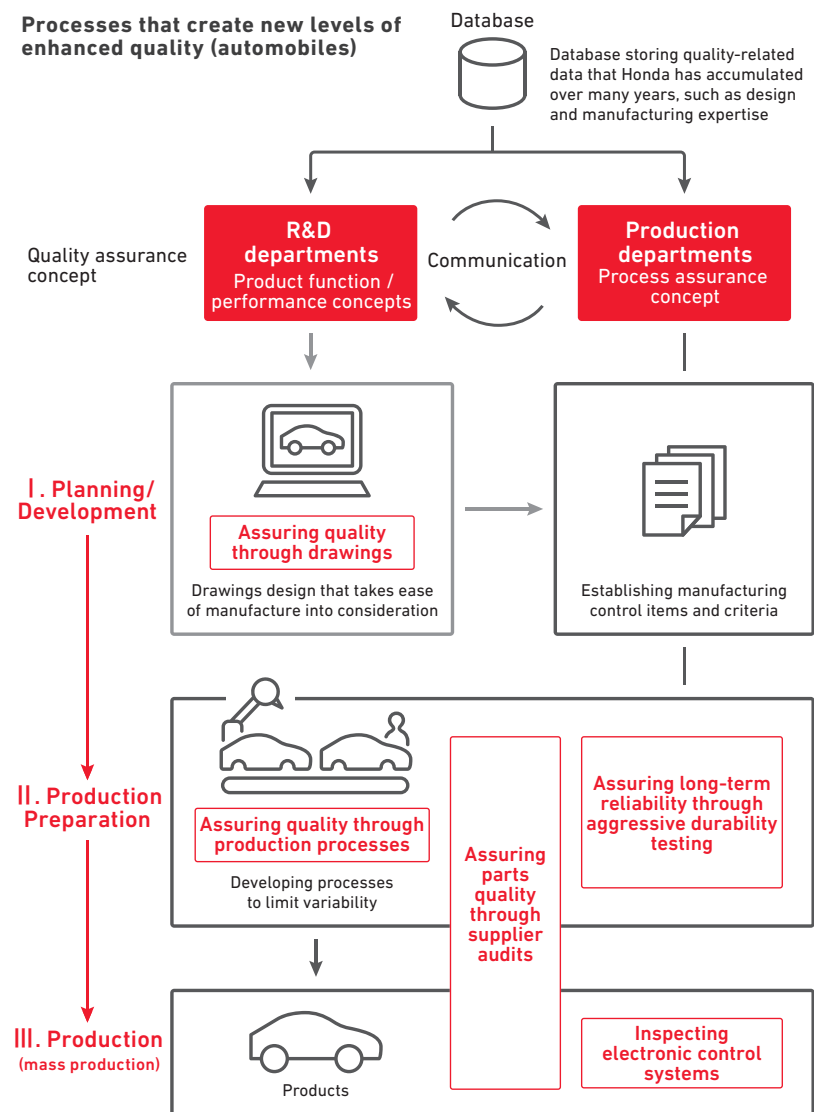 Processes that create new levels of
enhanced quality (automobiles)
Database
Database storing quality-related
data that Honda has accumulated
over many years, such as design
and manufacturing expertise
Quality assurance
concept
R&D
departments
Product function /
performance concepts
Communication
Production
departments
Process assurance
concept
I. Planning/
Development
Assuring quality
through drawings
Drawings design that takes ease
of manufacture into consideration
Establishing manufacturing
control items and criteria
II. Production
Preparation
Assuring quality through
production processes
Developing processes
to limit variability
Assuring
parts
quality
through
supplier
audits
Assuring long-term
reliability through
aggressive durability
testing
III. Production
(mass production)
Products
Inspecting
electronic control
systems